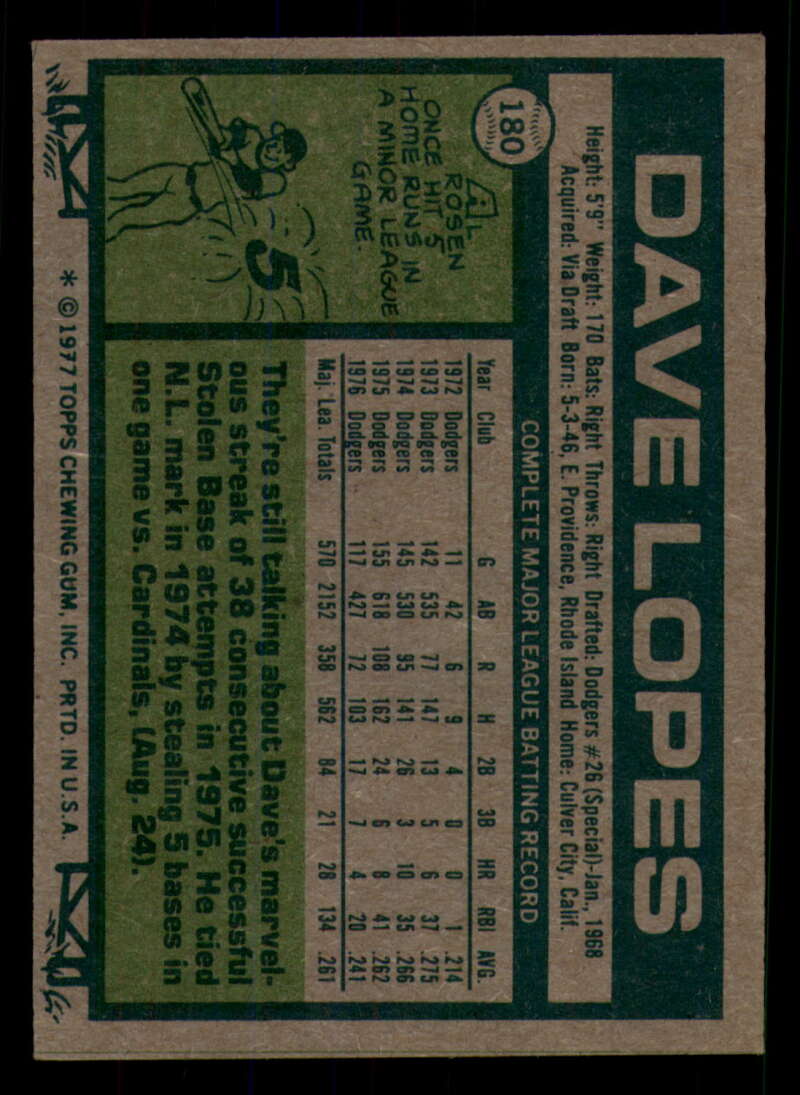 180
DAVE LOPES
Height: 5'9" Weight: 170 Bats: Right Throws: Right Drafted: Dodgers #26 (Special)-Jan., 1968
Acquired: Via Draft Born: 5-3-46, E. Providence, Rhode Island Home: Culver City, Calif.
COMPLETE MAJOR LEAGUE BATTING RECORD
Year Club G AB R H 2B 3B HR RBI AVG.
1972 Dodgers 11 42 6 9 4 0 0 1 .214
1973 Dodgers 142 535 77 147 13 5 6 37 .275
1974 Dodgers 145 530 95 141 26 3 10 35 .266
1975 Dodgers 155 618 108 162 24 6 8 41 .262
1976 Dodgers 117 427 72 103 17 7 4 20 .241
Maj. Lea. Totals 570 2152 358 562 84 21 28 134 .261
AL
ROSEN
ONCE HIT 5
HOME RUNS IN
A MINOR LEAGUE
GAME.
5
They're still talking about Dave's marvel-
ous streak of 38 consecutive successful
Stolen Base attempts in 1975. He tied
N.L. mark in 1974 by stealing 5 bases in
one game vs. Cardinals, (Aug. 24).
* © 1977 TOPPS CHEWING GUM, INC. PRTD. IN U.S.A.